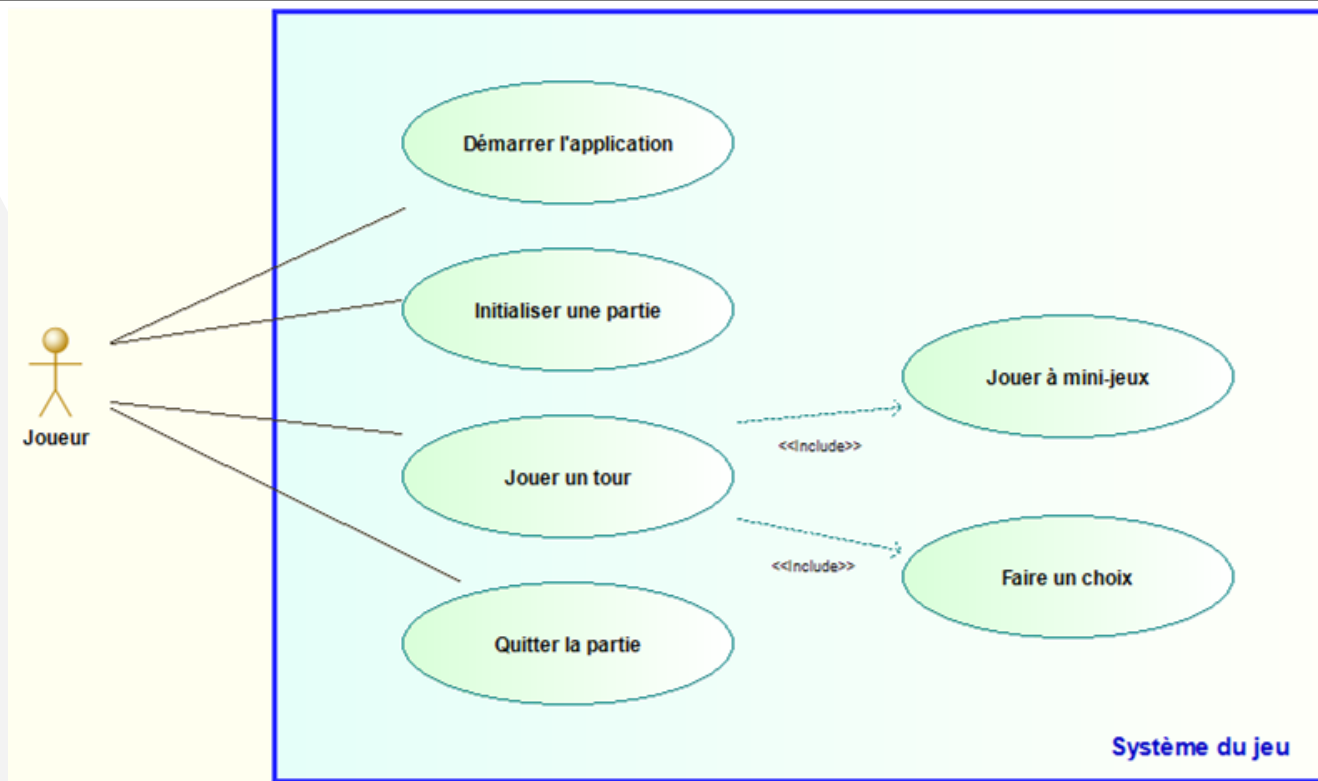 Démarrer l'application
Initialiser une partie
Jouer à mini-jeux
Joueur
<<Include>>
Jouer un tour
<<Include>>
Faire un choix
Quitter la partie
Système du jeu